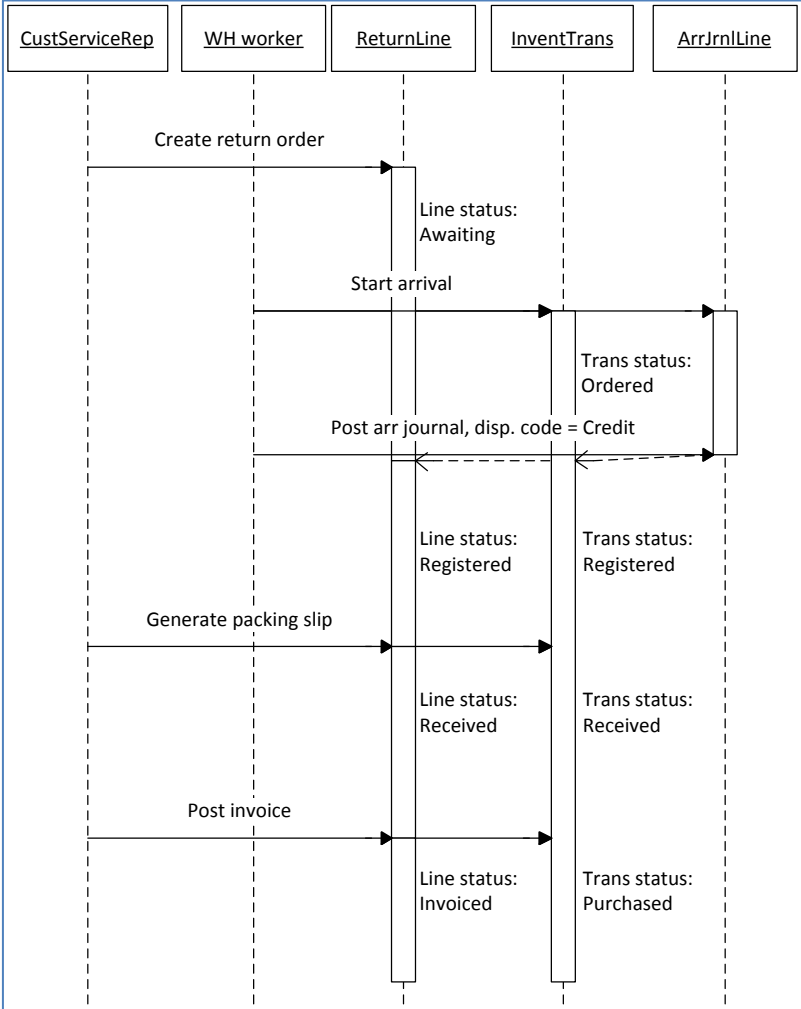 CustServiceRep
WH worker
ReturnLine
InventTrans
ArrJrnlLine
Create return order
Line status:
Awaiting
Start arrival
Trans status:
Ordered
Post arr journal, disp. code = Credit
Line status:
Registered
Trans status:
Registered
Generate packing slip
Line status:
Received
Trans status:
Received
Post invoice
Line status:
Invoiced
Trans status:
Purchased